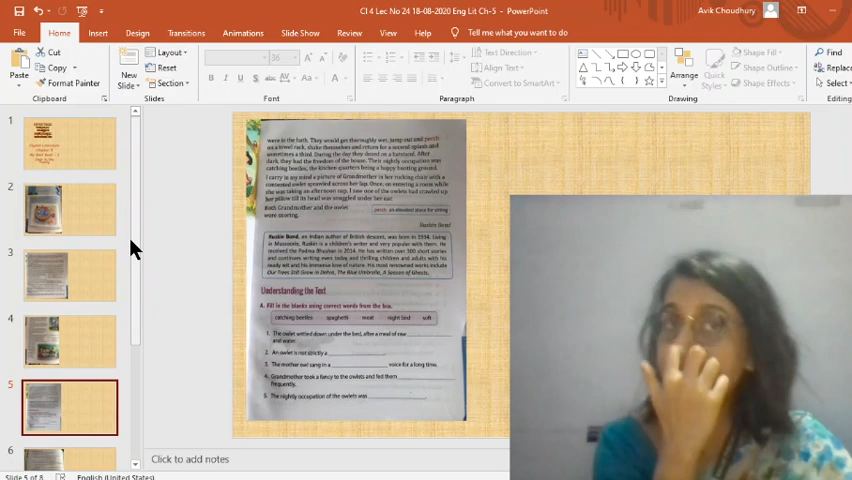 Cl 4 Lec No 24 18-08-2020 Eng Lit Ch-5 - PowerPoint
Avik Choudhury
File
Home
Insert
Design
Transitions
Animations
Slide Show
Review
View
Help
Tell me what you want to do
Paste
Cut
Copy
Format Painter
Clipboard
New
Slides
Layout
Reset
Section
Slides
36
Font
Text Direction
Align Text
Convert to SmartArt
Paragraph
Arrange
Quick
Styles
Shape Fill
Shape Outline
Shape Effects
Drawing
Find
Replace
Select
1
2
3
4
5
6
were in the bath. They would get thoroughly wet, jump out and perch
on a towel rack, shake themselves and return for a second splash and
sometimes a third. During the day they dozed on a hatstand. After
dark, they had the freedom of the house. Their nightly occupation was
catching beetles, the kitchen quarters being a happy hunting ground.
I carry in my mind a picture of Grandmother in her rocking chair with a
contented owlet sprawled across her lap. Once, on entering a room while
she was taking an afternoon nap, I saw one of the owlets had crawled up
her pillow till its head was snuggled under her ear.
Both Grandmother and the owlet
were snoring.
perch: an elevated place for sitting
Ruskin Bond
Ruskin Bond, an Indian author of British descent, was born in 1934. Living
in Mussoorie, Ruskin is a children's writer and very popular with them. He
received the Padma Bhushan in 2014. He has written over 500 short stories
and continues writing even today and thrilling children and adults with his
ready wit and his immense love of nature. His most renowned works include
Our Trees Still Grow in Dehra, The Blue Umbrella, A Season of Ghosts.
Understanding the Text
A. Fill in the blanks using correct words from the box.
catching beetles spaghetti meat night bird soft
1. The owlet settled down under the bed, after a meal of raw
and water.
2. An owlet is not strictly a
3. The mother owl sang in a voice for a long time.
4. Grandmother took a fancy to the owlets and fed them
frequently.
5. The nightly occupation of the owlets was
Click to add notes
Slide 5 of 8
English (United States)